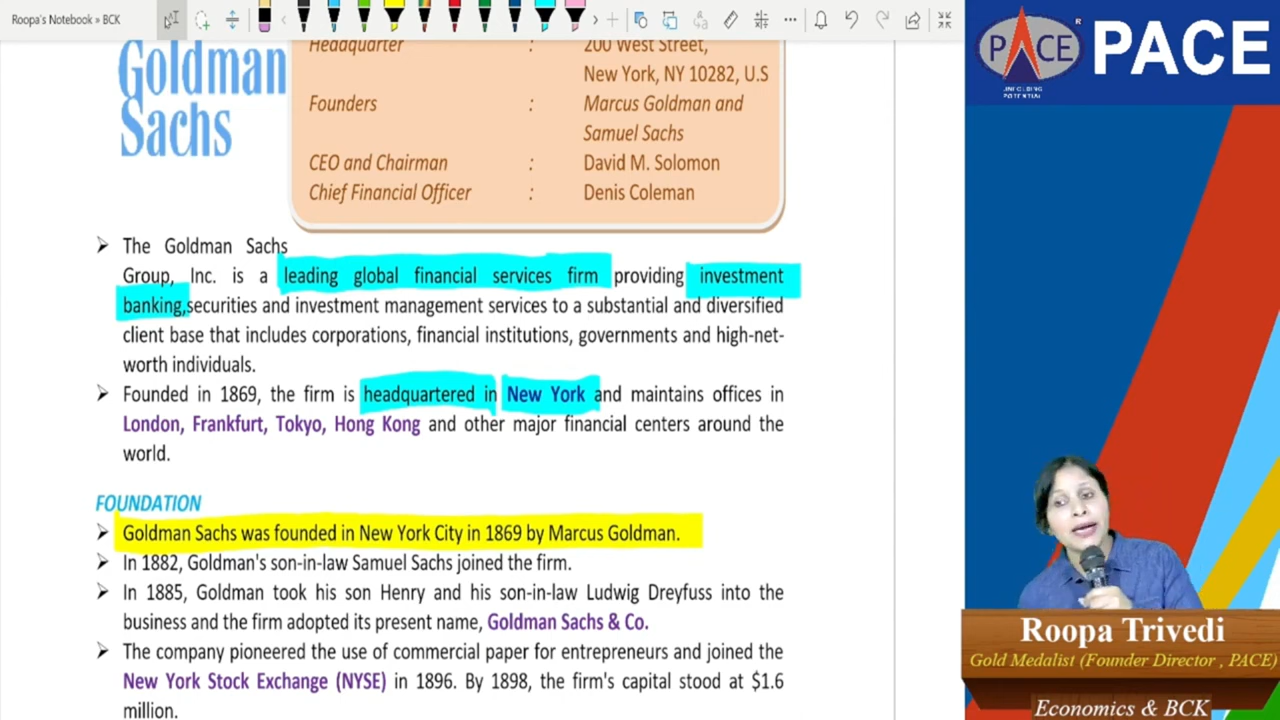 Roopa's Notebook » BCK
Goldman
Sachs
Headquarter : 200 West Street,
New York, NY 10282, U.S
Founders : Marcus Goldman and
Samuel Sachs
CEO and Chairman : David M. Solomon
Chief Financial Officer : Denis Coleman
➢ The Goldman Sachs
Group, Inc. is a leading global financial services firm providing investment
banking,securities and investment management services to a substantial and diversified
client base that includes corporations, financial institutions, governments and high-net-
worth individuals.
➢ Founded in 1869, the firm is headquartered in New York and maintains offices in
London, Frankfurt, Tokyo, Hong Kong and other major financial centers around the
world.
FOUNDATION
➢ Goldman Sachs was founded in New York City in 1869 by Marcus Goldman.
➢ In 1882, Goldman's son-in-law Samuel Sachs joined the firm.
➢ In 1885, Goldman took his son Henry and his son-in-law Ludwig Dreyfuss into the
business and the firm adopted its present name, Goldman Sachs & Co.
➢ The company pioneered the use of commercial paper for entrepreneurs and joined the
New York Stock Exchange (NYSE) in 1896. By 1898, the firm's capital stood at $1.6
million.
PACE ® PACE
UNFOLDING
POTENTIAL
Roopa Trivedi
Gold Medalist (Founder Director , PACE)
Economics & BCK